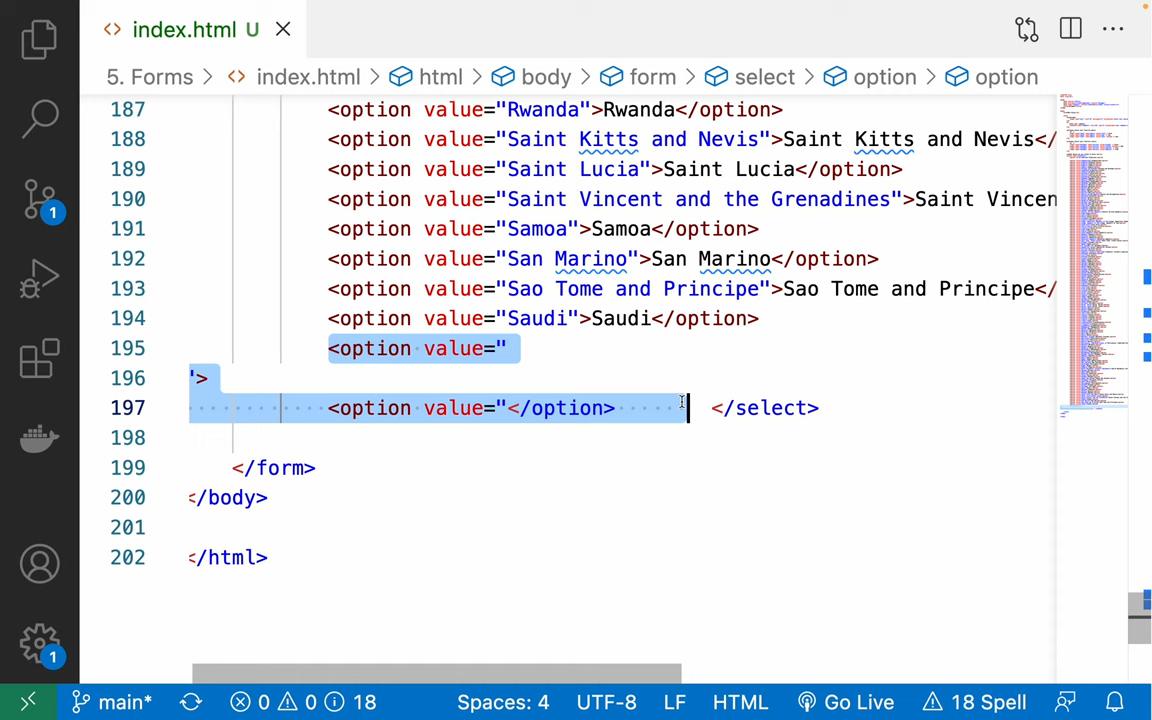 index.html U
5. Forms > index.html > html > body > form > select > option > option
187 <option value="Rwanda">Rwanda</option>
188 <option value="Saint Kitts and Nevis">Saint Kitts and Nevis</
189 <option value="Saint Lucia">Saint Lucia</option>
190 <option value="Saint Vincent and the Grenadines">Saint Vincen
191 <option value="Samoa">Samoa</option>
192 <option value="San Marino">San Marino</option>
193 <option value="Sao Tome and Principe">Sao Tome and Principe</
194 <option value="Saudi">Saudi</option>
195 <option value="
196 ">
197 <option value="</option> </select>
198
199 </form>
200 </body>
201
202 </html>
1
1
main* 0 0 18 Spaces: 4 UTF-8 LF HTML Go Live 18 Spell